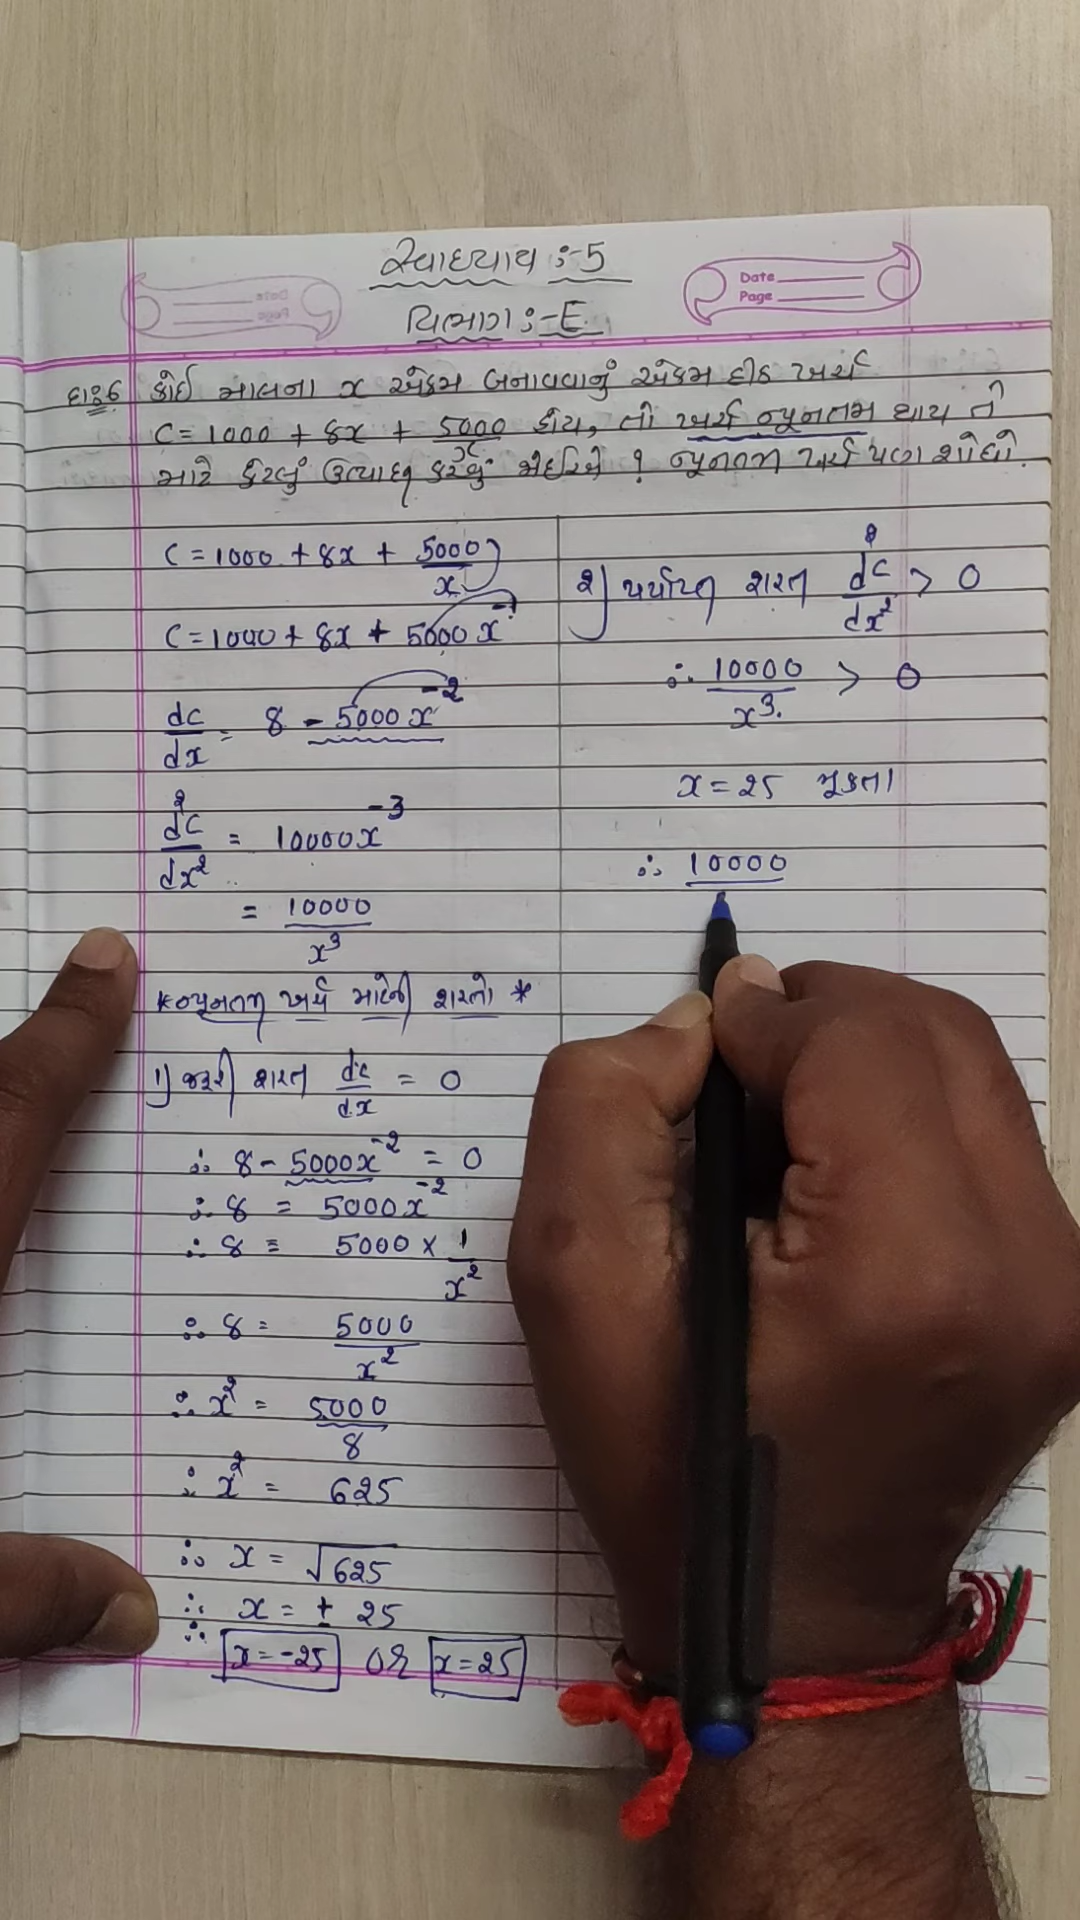 સ્વાધ્યાય :-5
વિભાગ :-E
Date
Page
દા.રૂ.6 કોઈ માલના x એકમ બનાવવાનું એકમ દીઠ ખર્ચ
C = 1000 + 8x + 5000/x હોય, તો ખર્ચ ન્યૂનતમ થાય તે
માટે કેટલું ઉત્પાદન કરવું જોઈએ ? ન્યૂનતમ ખર્ચ પણ શોધો.
C = 1000 + 8x + 5000/x
C = 1000 + 8x + 5000x⁻¹
dc/dx = 8 - 5000x⁻²
d²c/dx² = 10000x⁻³
= 10000/x³
* ન્યૂનતમ ખર્ચ માટેની શરતો *
1) જરૂરી શરત dc/dx = 0
∴ 8 - 5000x⁻² = 0
∴ 8 = 5000x⁻²
∴ 8 = 5000 × 1/x²
∴ 8 = 5000/x²
∴ x² = 5000/8
∴ x² = 625
∴ x = √625
∴ x = ± 25
∴ x = -25 OR x = 25
2) પર્યાપ્ત શરત d²c/dx² > 0
∴ 10000/x³ > 0
x = 25 મૂકતા
∴ 10000